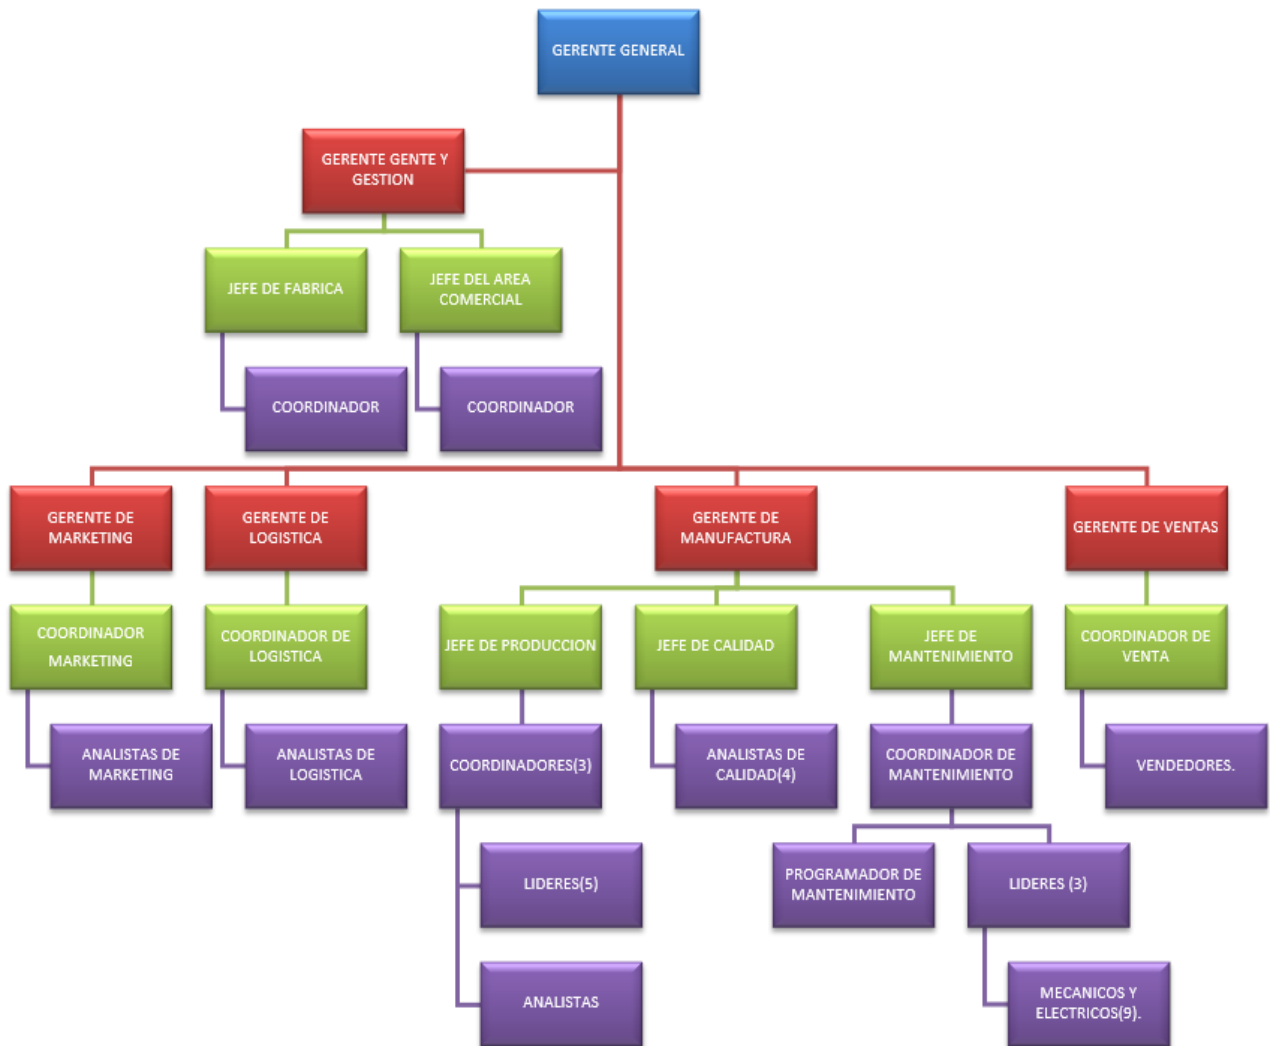 GERENTE GENERAL
GERENTE GENTE Y
GESTION
JEFE DE FABRICA
JEFE DEL AREA
COMERCIAL
COORDINADOR
COORDINADOR
GERENTE DE
MARKETING
GERENTE DE
LOGISTICA
GERENTE DE
MANUFACTURA
GERENTE DE VENTAS
COORDINADOR
MARKETING
COORDINADOR DE
LOGISTICA
JEFE DE PRODUCCION
JEFE DE CALIDAD
JEFE DE
MANTENIMIENTO
COORDINADOR DE
VENTA
ANALISTAS DE
MARKETING
ANALISTAS DE
LOGISTICA
COORDINADORES(3)
ANALISTAS DE
CALIDAD(4)
COORDINADOR DE
MANTENIMIENTO
VENDEDORES.
LIDERES(5)
PROGRAMADOR DE
MANTENIMIENTO
LIDERES (3)
ANALISTAS
MECANICOS Y
ELECTRICOS(9).